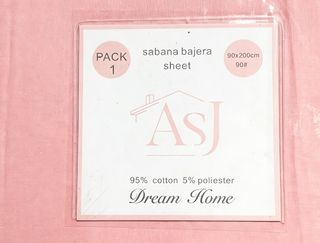 PACK
1
sabana bajera
sheet
90x200cm
90#
ASJ
95% cotton 5% poliester
Dream Home